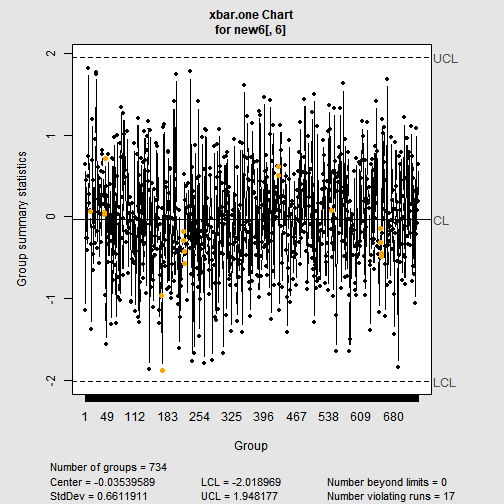 xbar.one Chart
for new6[, 6]
Group summary statistics
2
1
0
-1
-2
UCL
CL
LCL
1 49 112 183 254 325 396 467 538 609 680
Group
Number of groups = 734
Center = -0.03539589 LCL = -2.018969 Number beyond limits = 0
StdDev = 0.6611911 UCL = 1.948177 Number violating runs = 17